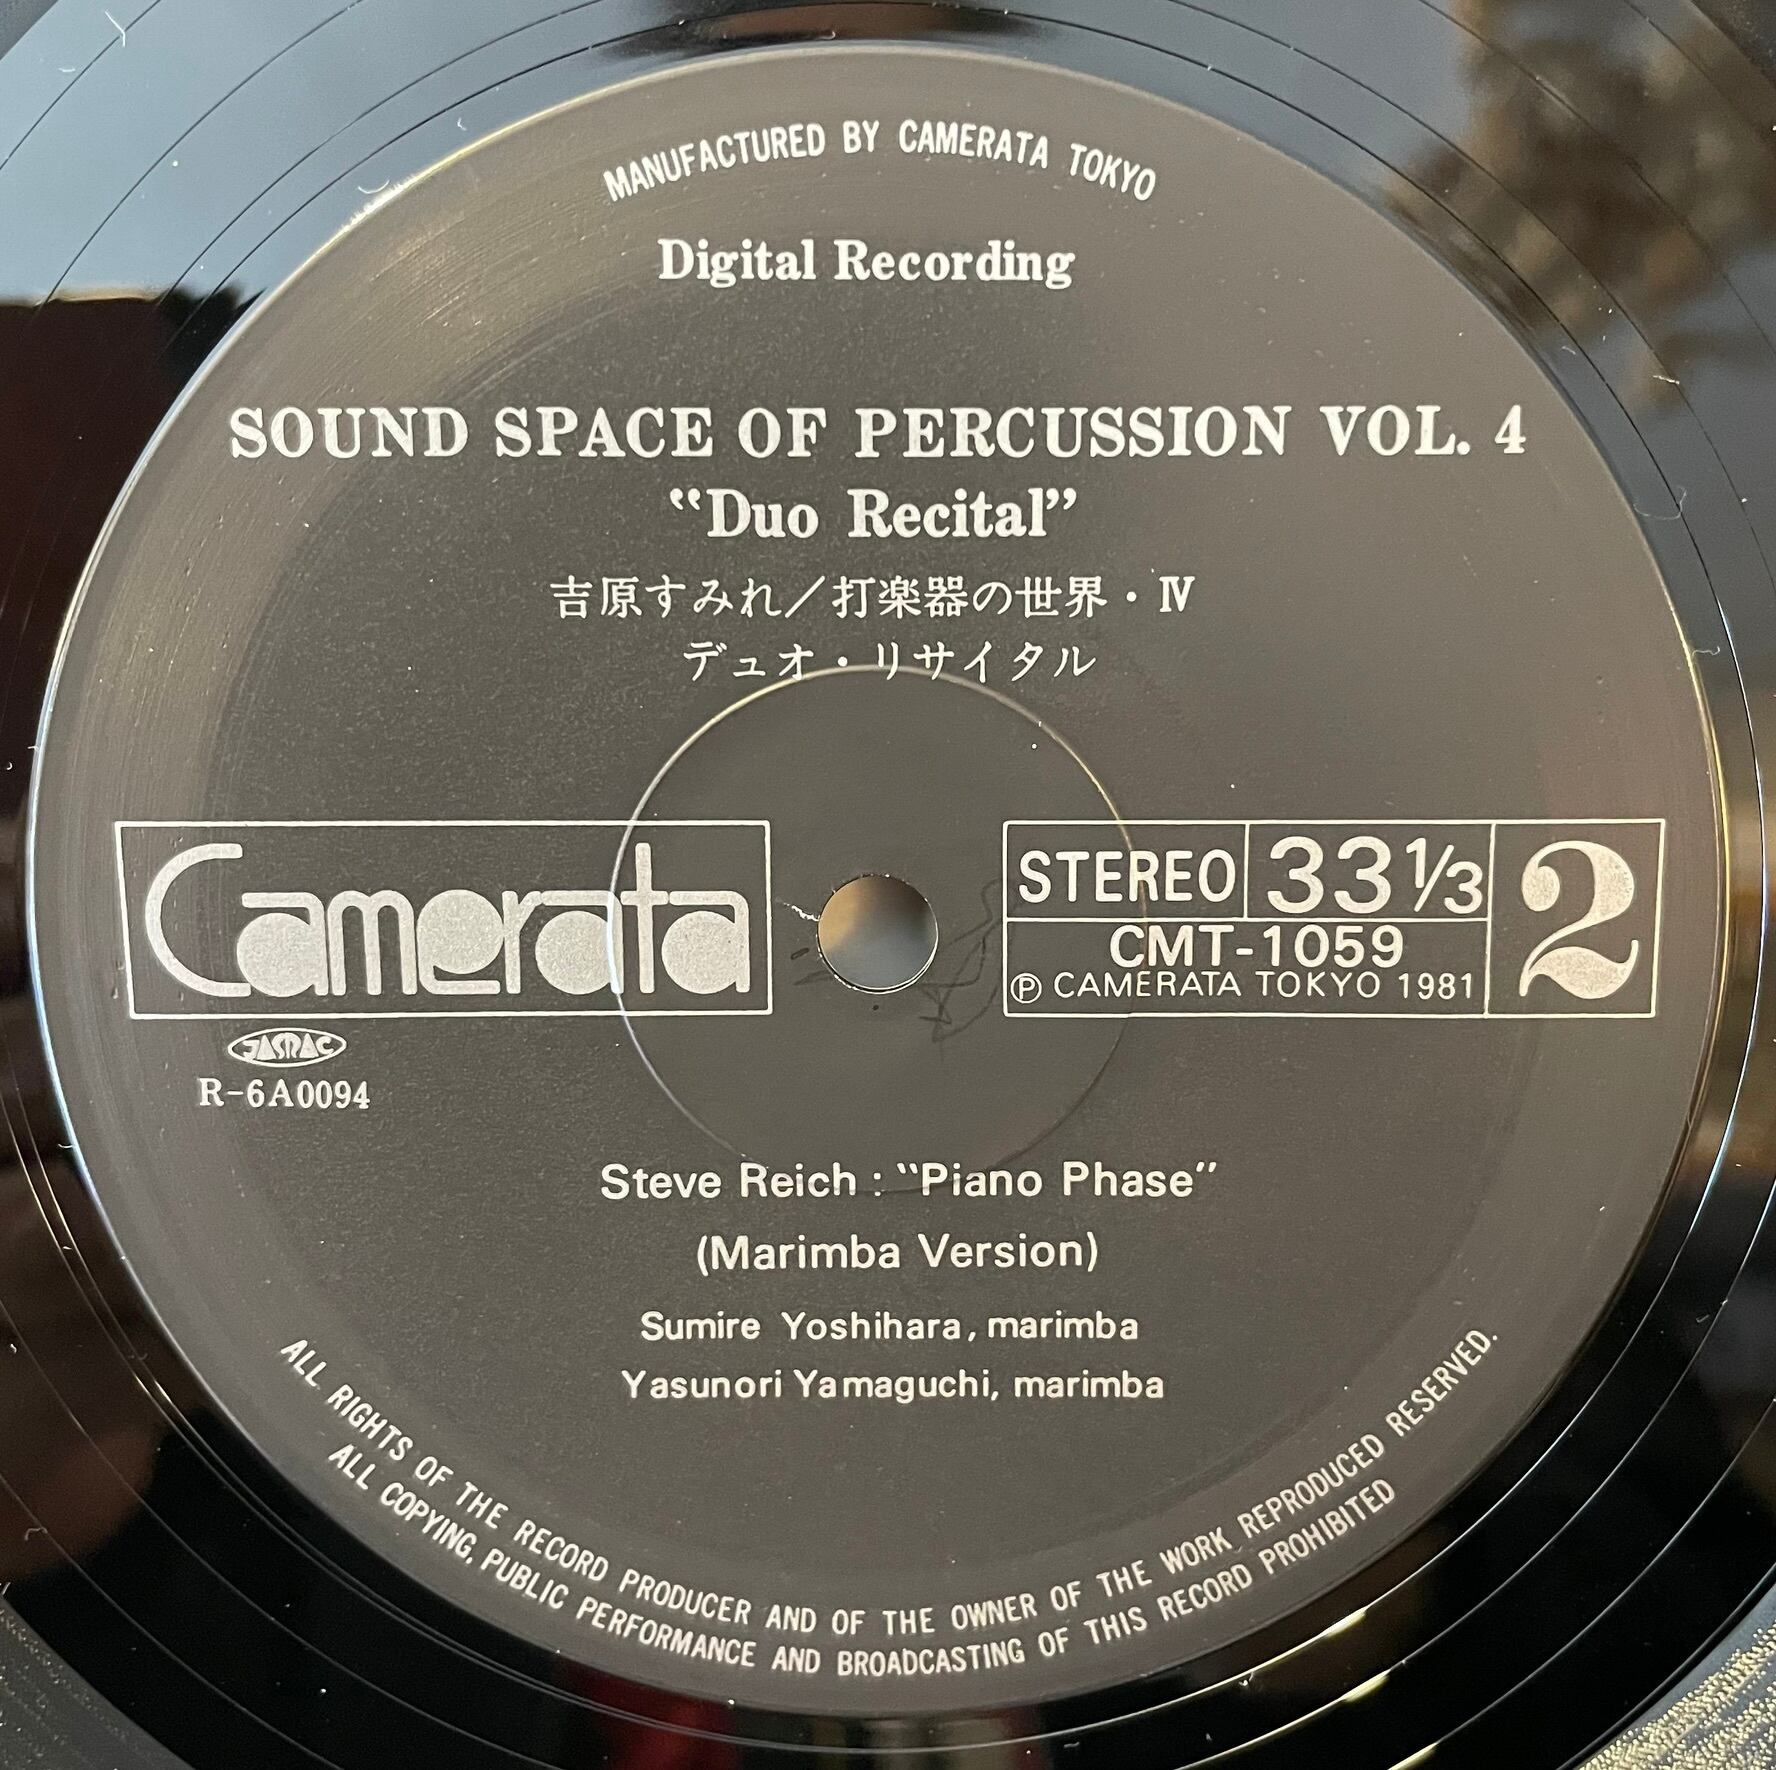 MANUFACTURED BY CAMERATA TOKYO
Digital Recording
SOUND SPACE OF PERCUSSION VOL. 4
“Duo Recital”
吉原すみれ／打楽器の世界・Ⅳ
デュオ・リサイタル
Camerata
STEREO 33 1/3 2
CMT-1059
Ⓟ CAMERATA TOKYO 1981
JASRAC
R-6A0094
Steve Reich : “Piano Phase”
(Marimba Version)
Sumire Yoshihara, marimba
Yasunori Yamaguchi, marimba
ALL RIGHTS OF THE RECORD PRODUCER AND OF THE OWNER OF THE WORK REPRODUCED RESERVED.
ALL COPYING, PUBLIC PERFORMANCE AND BROADCASTING OF THIS RECORD PROHIBITED